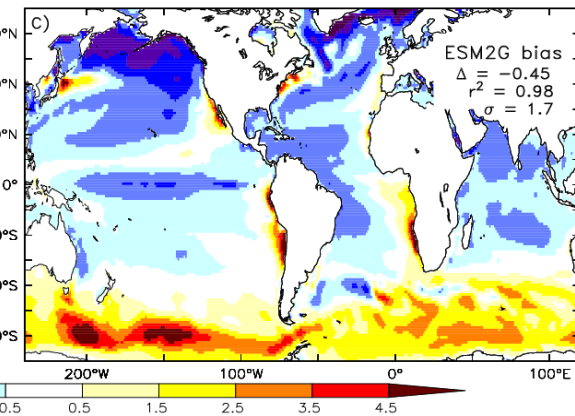 C)
ESM2G bias
Δ = −0.45
r² = 0.98
σ = 1.7
°N
°N
°N
0°
°S
°S
°S
200°W 100°W 0° 100°E
0.5 0.5 1.5 2.5 3.5 4.5